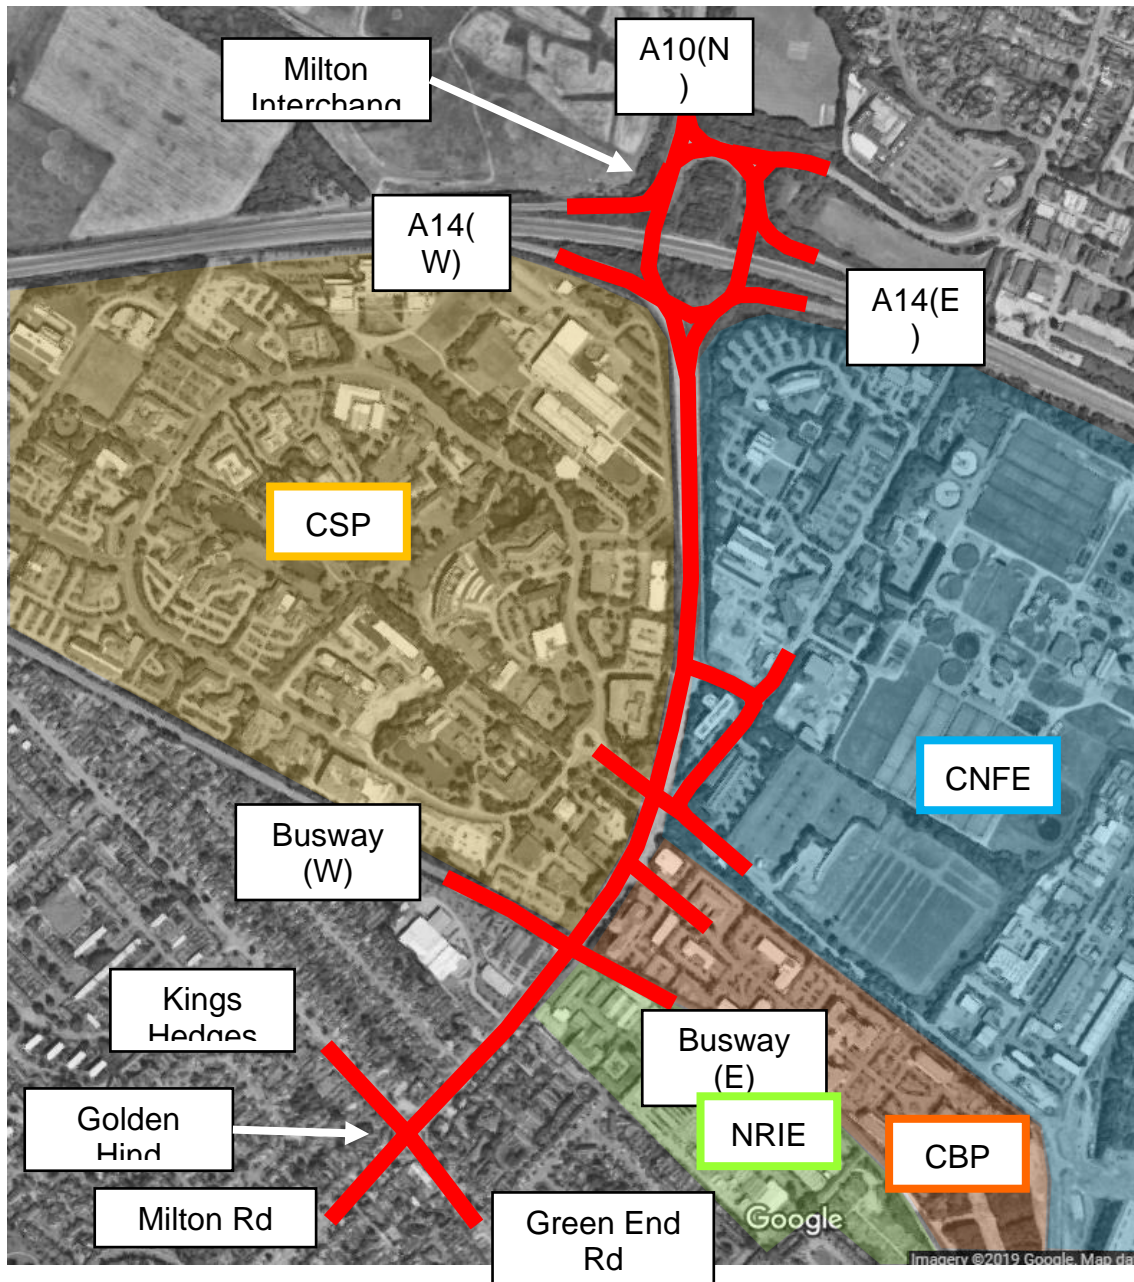 A10(N
)
Milton
Interchang
A14(
W)
A14(E
)
CSP
CNFE
Busway
(W)
Kings
Hedges
Busway
(E)
NRIE
Golden
Hind
CBP
Milton Rd
Green End
Rd
Google
Imagery ©2019 Google, Map da